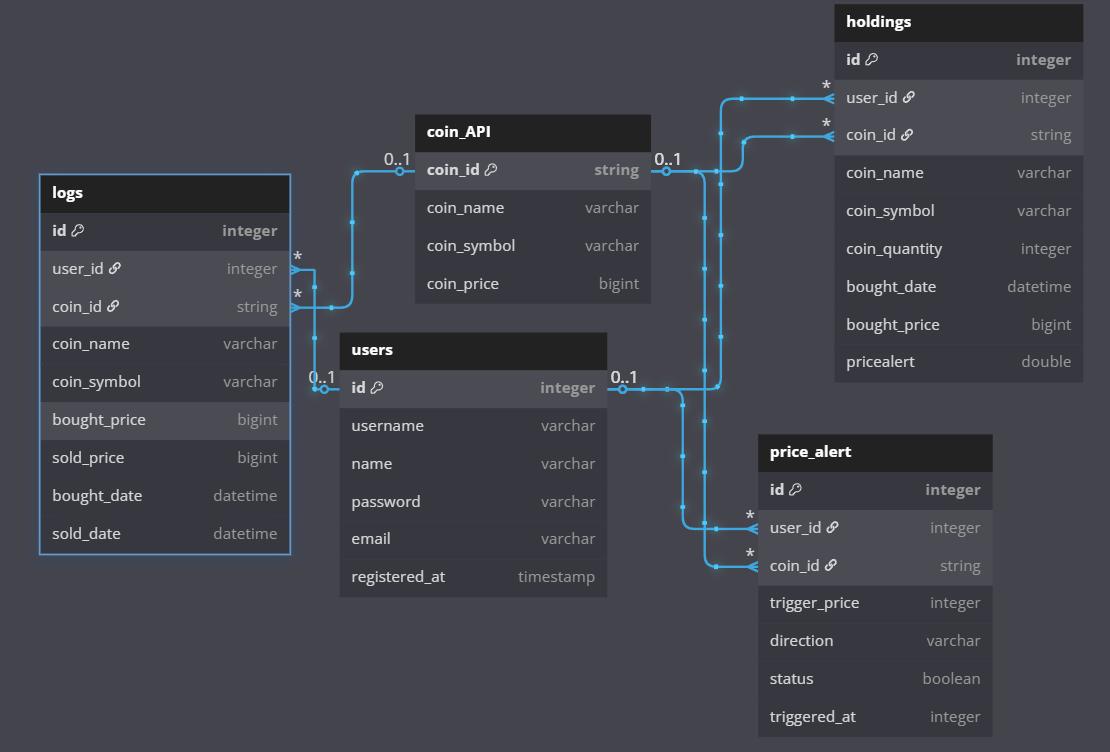 holdings
id integer
user_id integer
coin_id string
coin_name varchar
coin_symbol varchar
coin_quantity integer
bought_date datetime
bought_price bigint
pricealert double
*
*
coin_API
coin_id string
coin_name varchar
coin_symbol varchar
coin_price bigint
0..1
0..1
logs
id integer
user_id integer
coin_id string
coin_name varchar
coin_symbol varchar
bought_price bigint
sold_price bigint
bought_date datetime
sold_date datetime
*
*
users
id integer
username varchar
name varchar
password varchar
email varchar
registered_at timestamp
0..1
0..1
price_alert
id integer
user_id integer
coin_id string
trigger_price integer
direction varchar
status boolean
triggered_at integer
*
*